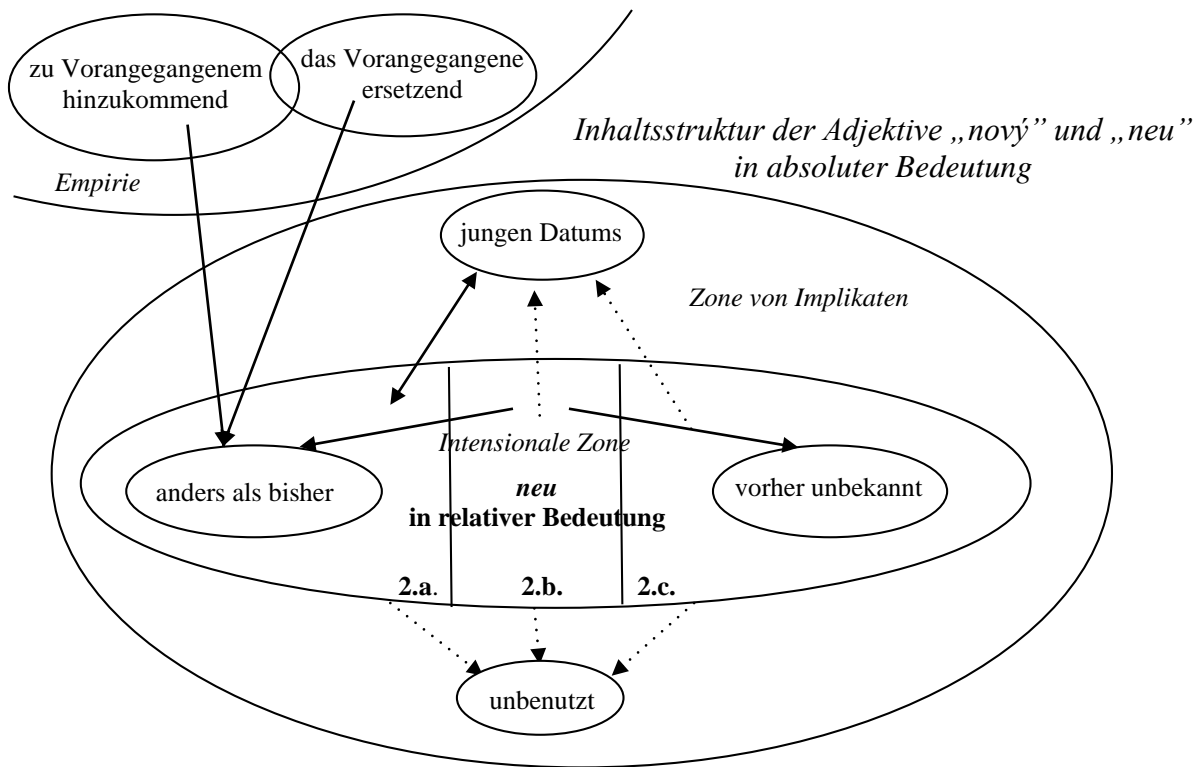 zu Vorangegangenem
hinzukommend
das Vorangegangene
ersetzend
Inhaltsstruktur der Adjektive „nový” und „neu”
in absoluter Bedeutung
Empirie
jungen Datums
Zone von Implikaten
Intensionale Zone
anders als bisher
neu
in relativer Bedeutung
vorher unbekannt
2.a.
2.b.
2.c.
unbenutzt